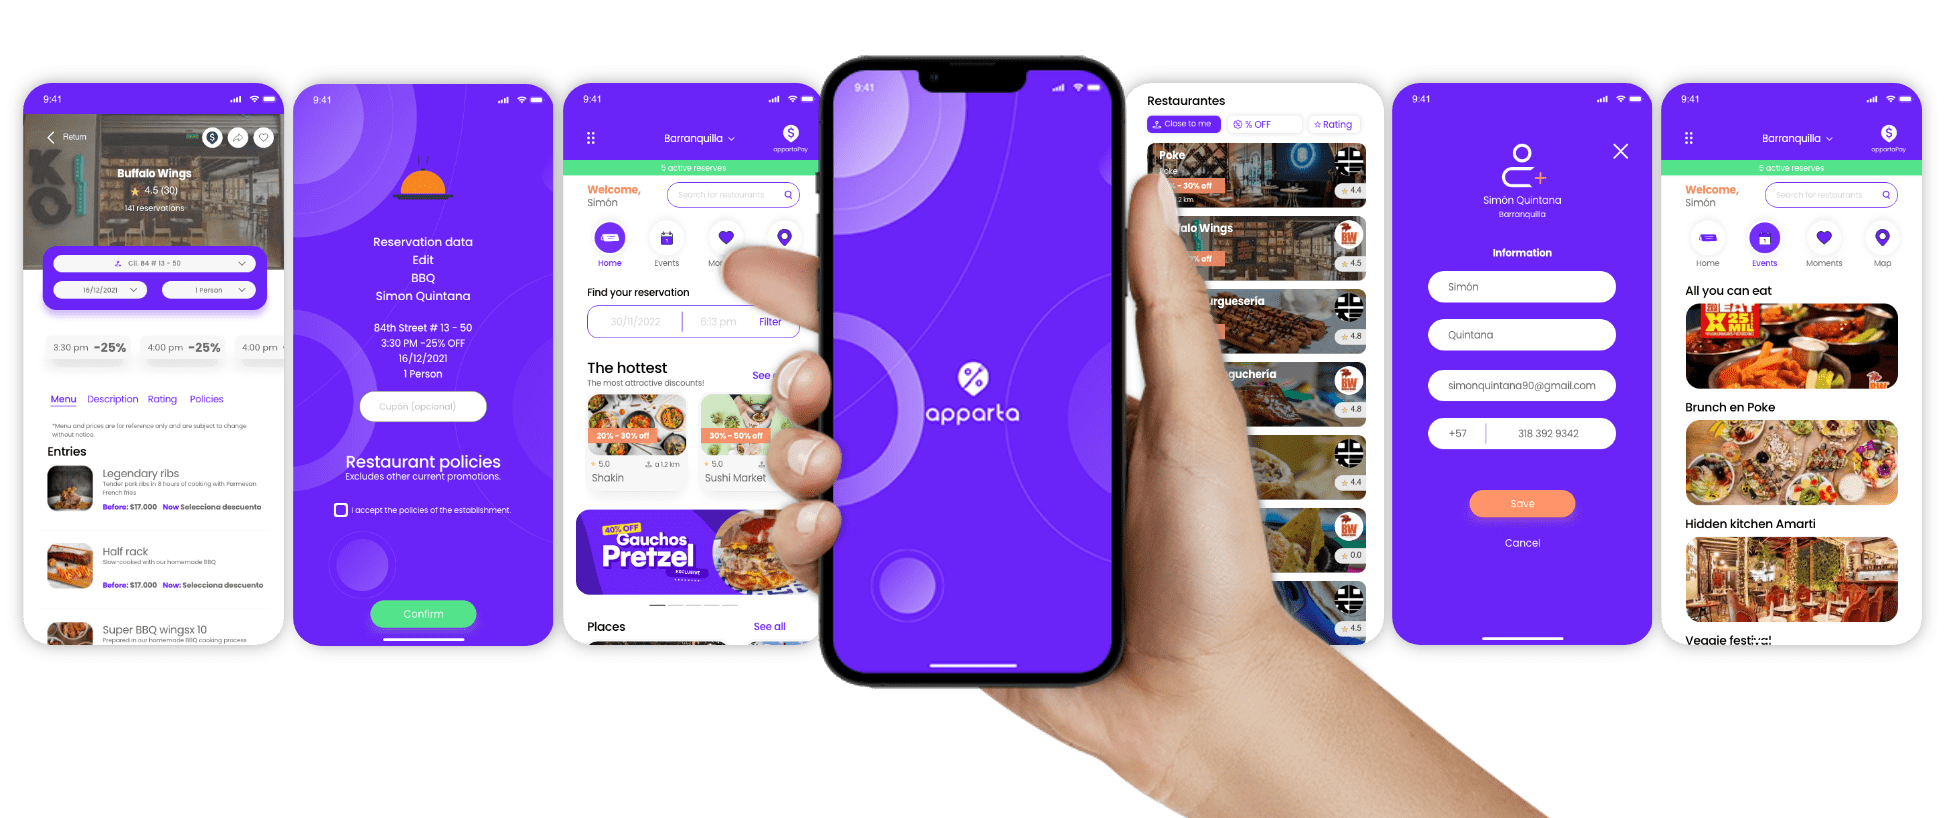 9:41
Return
Buffalo Wings
4.5 (30)
141 reservations
Cll. 84 # 13 - 50
16/12/2021
1 Person
3:30 pm -25%
4:00 pm -25%
4:00 pm
Menu Description Rating Policies
*Menu and prices are for reference only and are subject to change
without notice.
Entries
Legendary ribs
Tender pork ribs in 8 hours of cooking with Parmesan
French fries
Before: $17.000 Now Selecciona descuento
Half rack
Slow-cooked with our homemade BBQ
Before: $17.000 Now: Selecciona descuento
Super BBQ wingsx 10
Prepared in our homemade BBQ cooking process
9:41
Reservation data
Edit
BBQ
Simon Quintana
84th Street # 13 - 50
3:30 PM -25% OFF
16/12/2021
1 Person
Cupón (opcional)
Restaurant policies
Excludes other current promotions.
I accept the policies of the establishment.
Confirm
9:41
Barranquilla
appartaPay
5 active reserves
Welcome,
Simón
Search for restaurants
Home
Events
Find your reservation
30/11/2022
6:13 pm
Filter
The hottest
See
The most attractive discounts!
20% - 30% off
5.0
a 1.2 km
Shakin
30% - 50% off
5.0
Sushi Market
40% OFF
Gauchos
Pretzel
EXCLUSIVE
Places
See all
9:41
apparta
Restaurantes
Close to me
% OFF
Rating
Poke
Poke
- 30% off
2 km
4.4
alo Wings
BW
% off
4.5
urguesería
4.8
guchería
BW
4.8
4.4
BW
0.0
4.5
9:41
Simón Quintana
Barranquilla
Information
Simón
Quintana
simonquintana90@gmail.com
+57
318 392 9342
Save
Cancel
9:41
Barranquilla
appartaPay
5 active reserves
Welcome,
Simón
Search for restaurants
Home
Events
Moments
Map
All you can eat
EAT
X 25
MIL
BW
Brunch en Poke
Hidden kitchen Amarti
Veggie festival